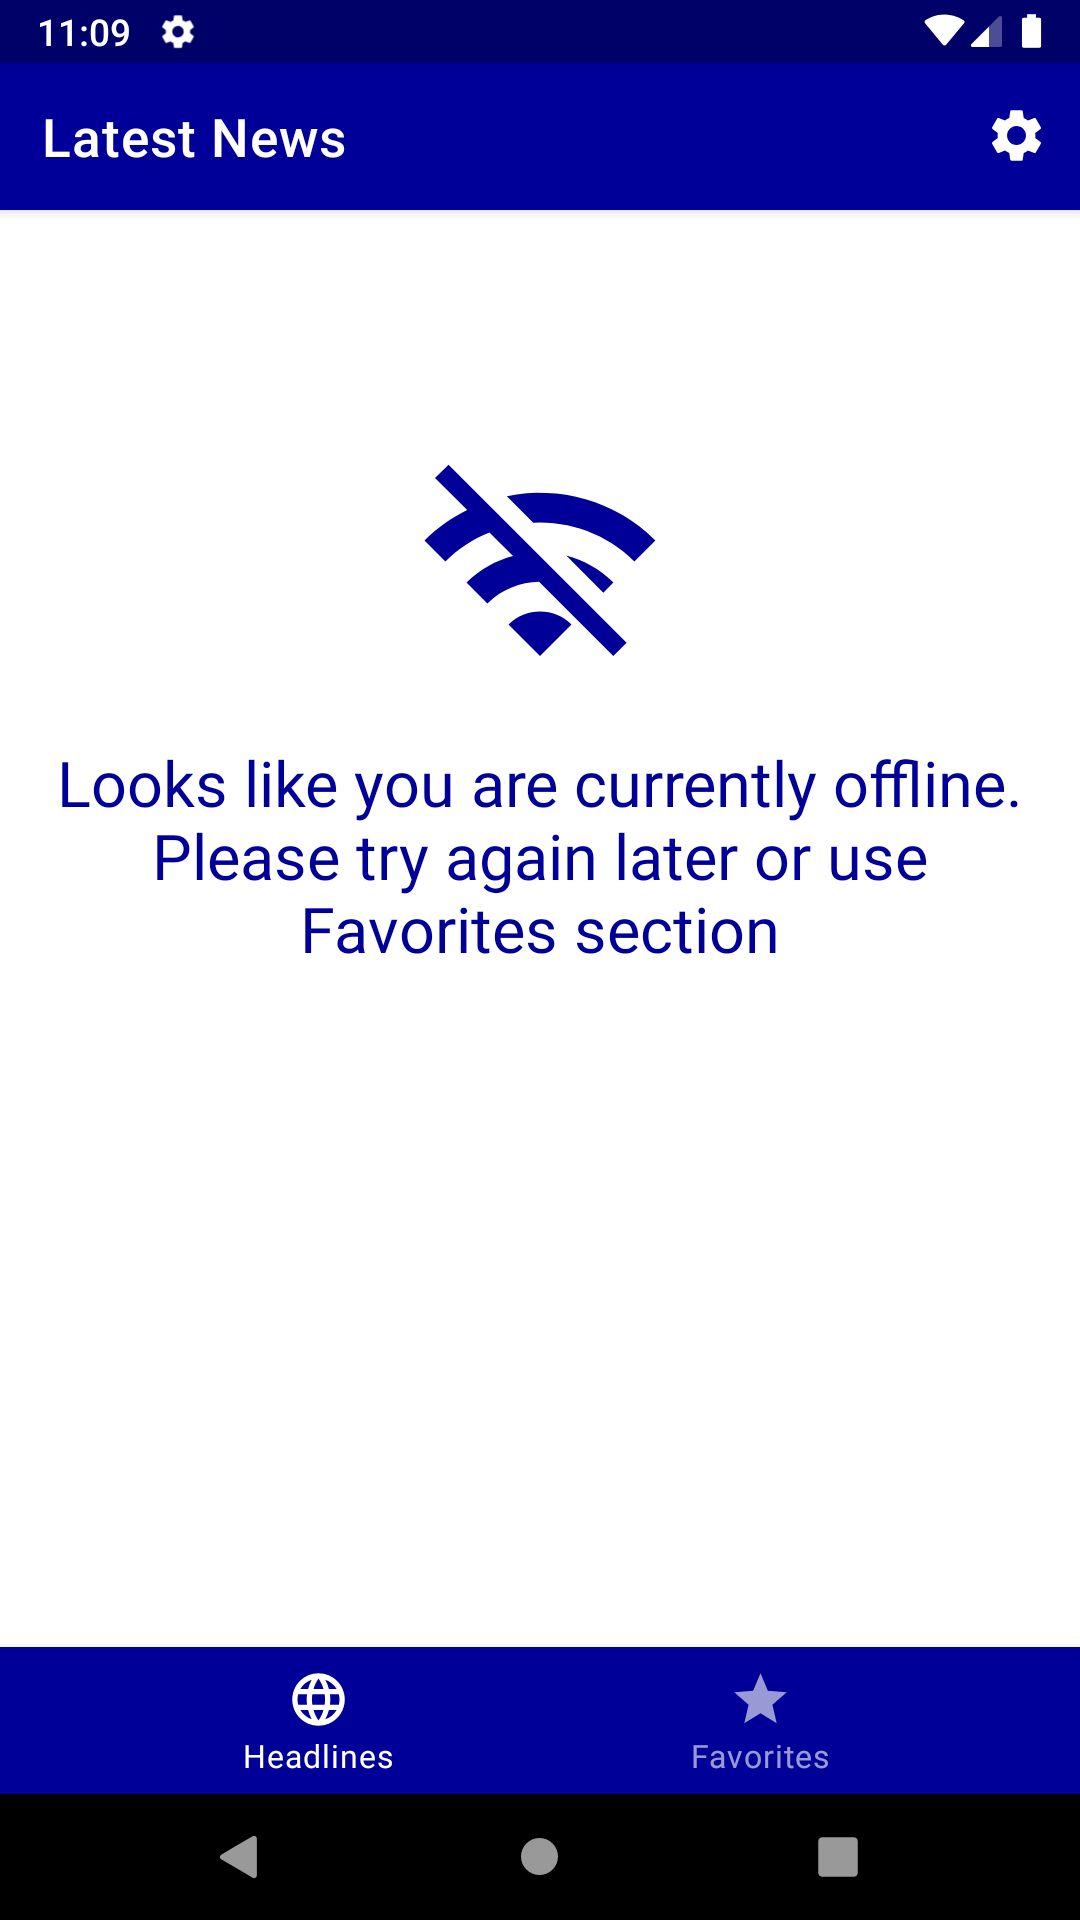 11:09
Latest News
Looks like you are currently offline.
Please try again later or use
Favorites section
Headlines
Favorites